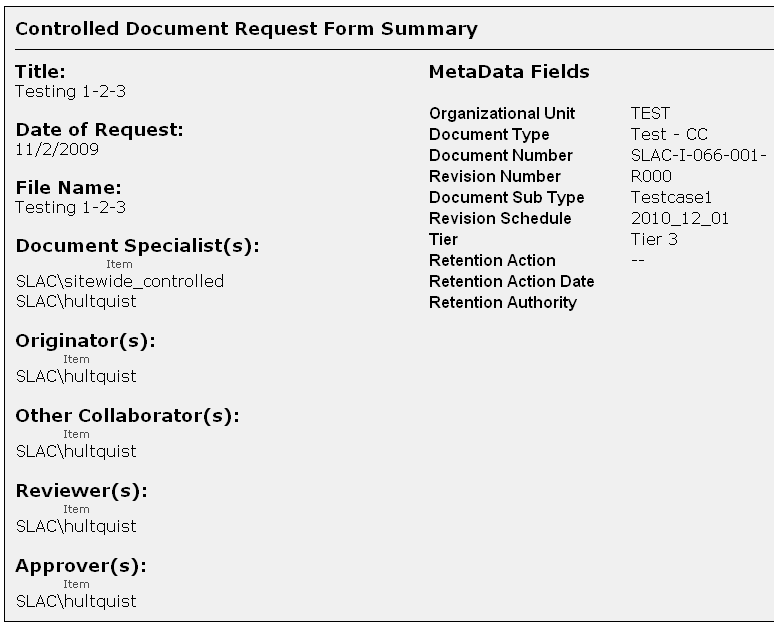 Controlled Document Request Form Summary
Title:
Testing 1-2-3
Date of Request:
11/2/2009
File Name:
Testing 1-2-3
Document Specialist(s):
Item
SLAC\sitewide_controlled
SLAC\hultquist
Originator(s):
Item
SLAC\hultquist
Other Collaborator(s):
Item
SLAC\hultquist
Reviewer(s):
Item
SLAC\hultquist
Approver(s):
Item
SLAC\hultquist
MetaData Fields
Organizational Unit TEST
Document Type Test - CC
Document Number SLAC-I-066-001-
Revision Number R000
Document Sub Type Testcase1
Revision Schedule 2010_12_01
Tier Tier 3
Retention Action --
Retention Action Date
Retention Authority